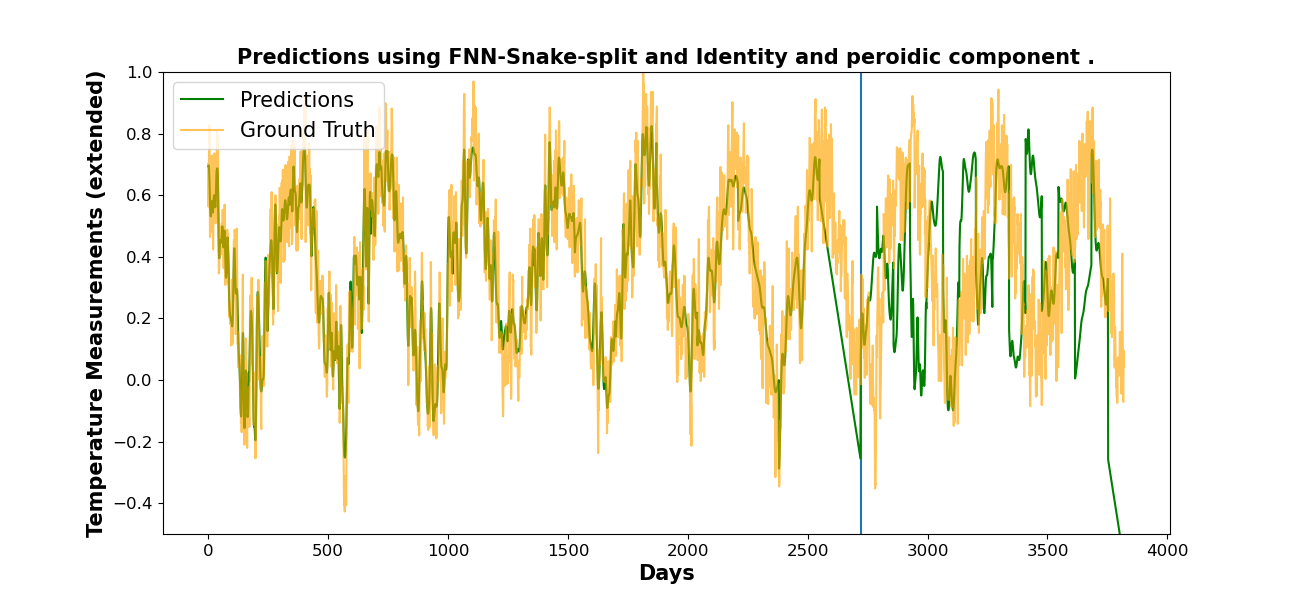 Predictions using FNN-Snake-split and Identity and peroidic component .
Predictions
Ground Truth
Temperature Measurements (extended)
1.0
0.8
0.6
0.4
0.2
0.0
−0.2
−0.4
0 500 1000 1500 2000 2500 3000 3500 4000
Days